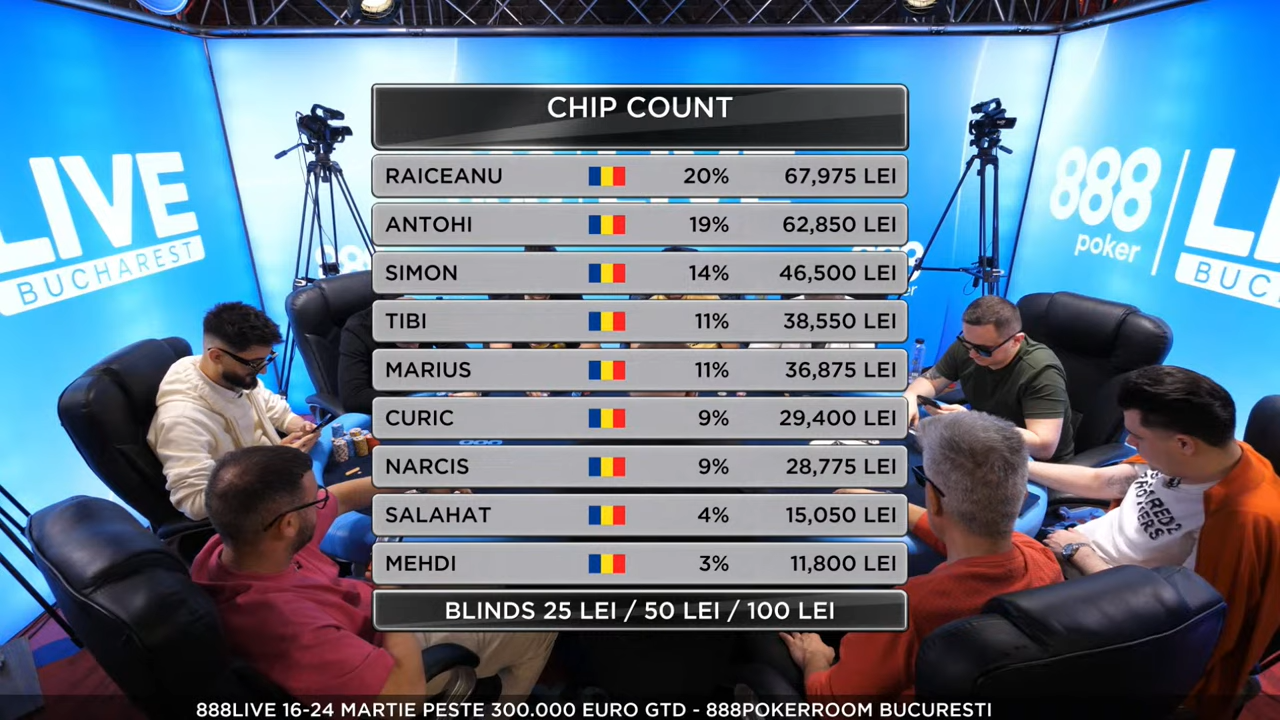 CHIP COUNT
RAICEANU 20% 67,975 LEI
ANTOHI 19% 62,850 LEI
SIMON 14% 46,500 LEI
TIBI 11% 38,550 LEI
MARIUS 11% 36,875 LEI
CURIC 9% 29,400 LEI
NARCIS 9% 28,775 LEI
SALAHAT 4% 15,050 LEI
MEHDI 3% 11,800 LEI
BLINDS 25 LEI / 50 LEI / 100 LEI
LIVE
BUCHAREST
888
poker
888LIVE 16-24 MARTIE PESTE 300.000 EURO GTD - 888POKERROOM BUCURESTI